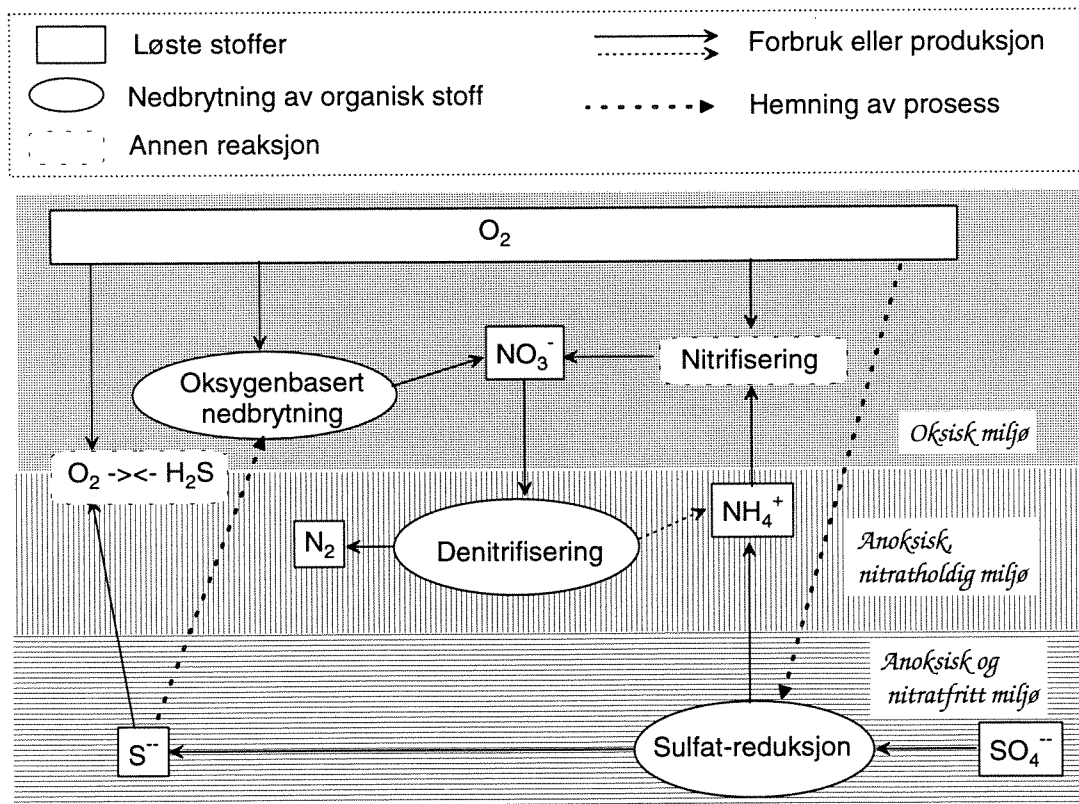 Løste stoffer
Forbruk eller produksjon
Nedbrytning av organisk stoff
Hemning av prosess
Annen reaksjon
O₂
NO₃⁻
Nitrifisering
Oksygenbasert
nedbrytning
Oksisk miljø
O₂ -><- H₂S
N₂
Denitrifisering
NH₄⁺
Anoksisk,
nitratholdig miljø
Anoksisk og
nitratfritt miljø
S⁻⁻
Sulfat-reduksjon
SO₄⁻⁻